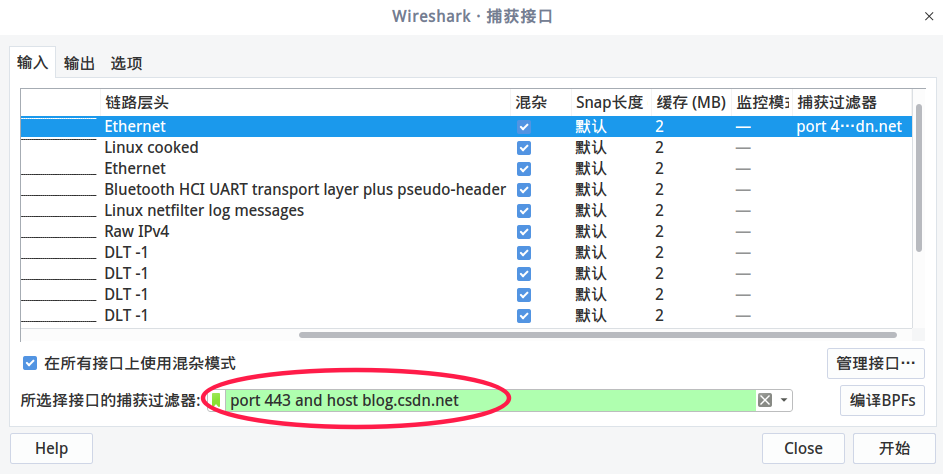 Wireshark · 捕获接口
输入 输出 选项
链路层头 混杂 Snap长度 缓存 (MB) 监控模式 捕获过滤器
Ethernet 默认 2 — port 4⋯dn.net
Linux cooked 默认 2 —
Ethernet 默认 2 —
Bluetooth HCI UART transport layer plus pseudo-header 默认 2 —
Linux netfilter log messages 默认 2 —
Raw IPv4 默认 2 —
DLT -1 默认 2 —
DLT -1 默认 2 —
DLT -1 默认 2 —
DLT -1 默认 2 —
在所有接口上使用混杂模式 管理接口⋯
所选择接口的捕获过滤器: port 443 and host blog.csdn.net 编译BPFs
Help Close 开始